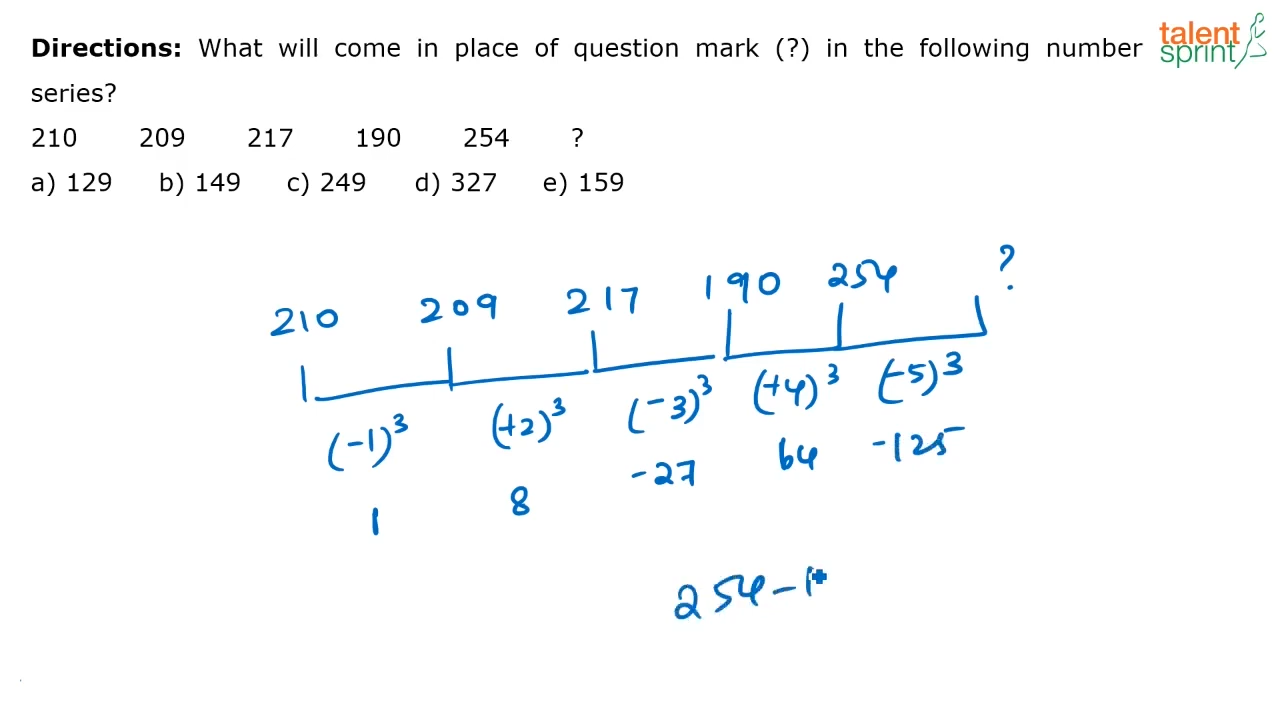 Directions: What will come in place of question mark (?) in the following number
talent
sprint
series?
210 209 217 190 254 ?
a) 129 b) 149 c) 249 d) 327 e) 159
210 209 217 190 254 ?
(-1)³ (+2)³ (-3)³ (+4)³ (-5)³
1 8 -27 64 -125
254-1